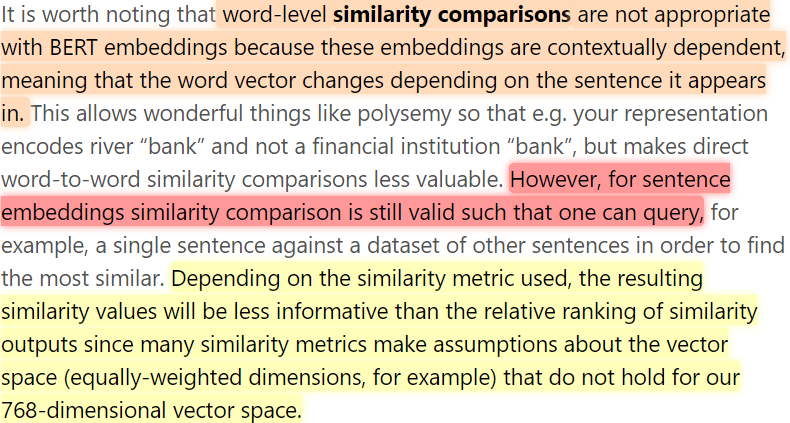 It is worth noting that word-level similarity comparisons are not appropriate
with BERT embeddings because these embeddings are contextually dependent,
meaning that the word vector changes depending on the sentence it appears
in. This allows wonderful things like polysemy so that e.g. your representation
encodes river “bank” and not a financial institution “bank”, but makes direct
word-to-word similarity comparisons less valuable. However, for sentence
embeddings similarity comparison is still valid such that one can query, for
example, a single sentence against a dataset of other sentences in order to find
the most similar. Depending on the similarity metric used, the resulting
similarity values will be less informative than the relative ranking of similarity
outputs since many similarity metrics make assumptions about the vector
space (equally-weighted dimensions, for example) that do not hold for our
768-dimensional vector space.